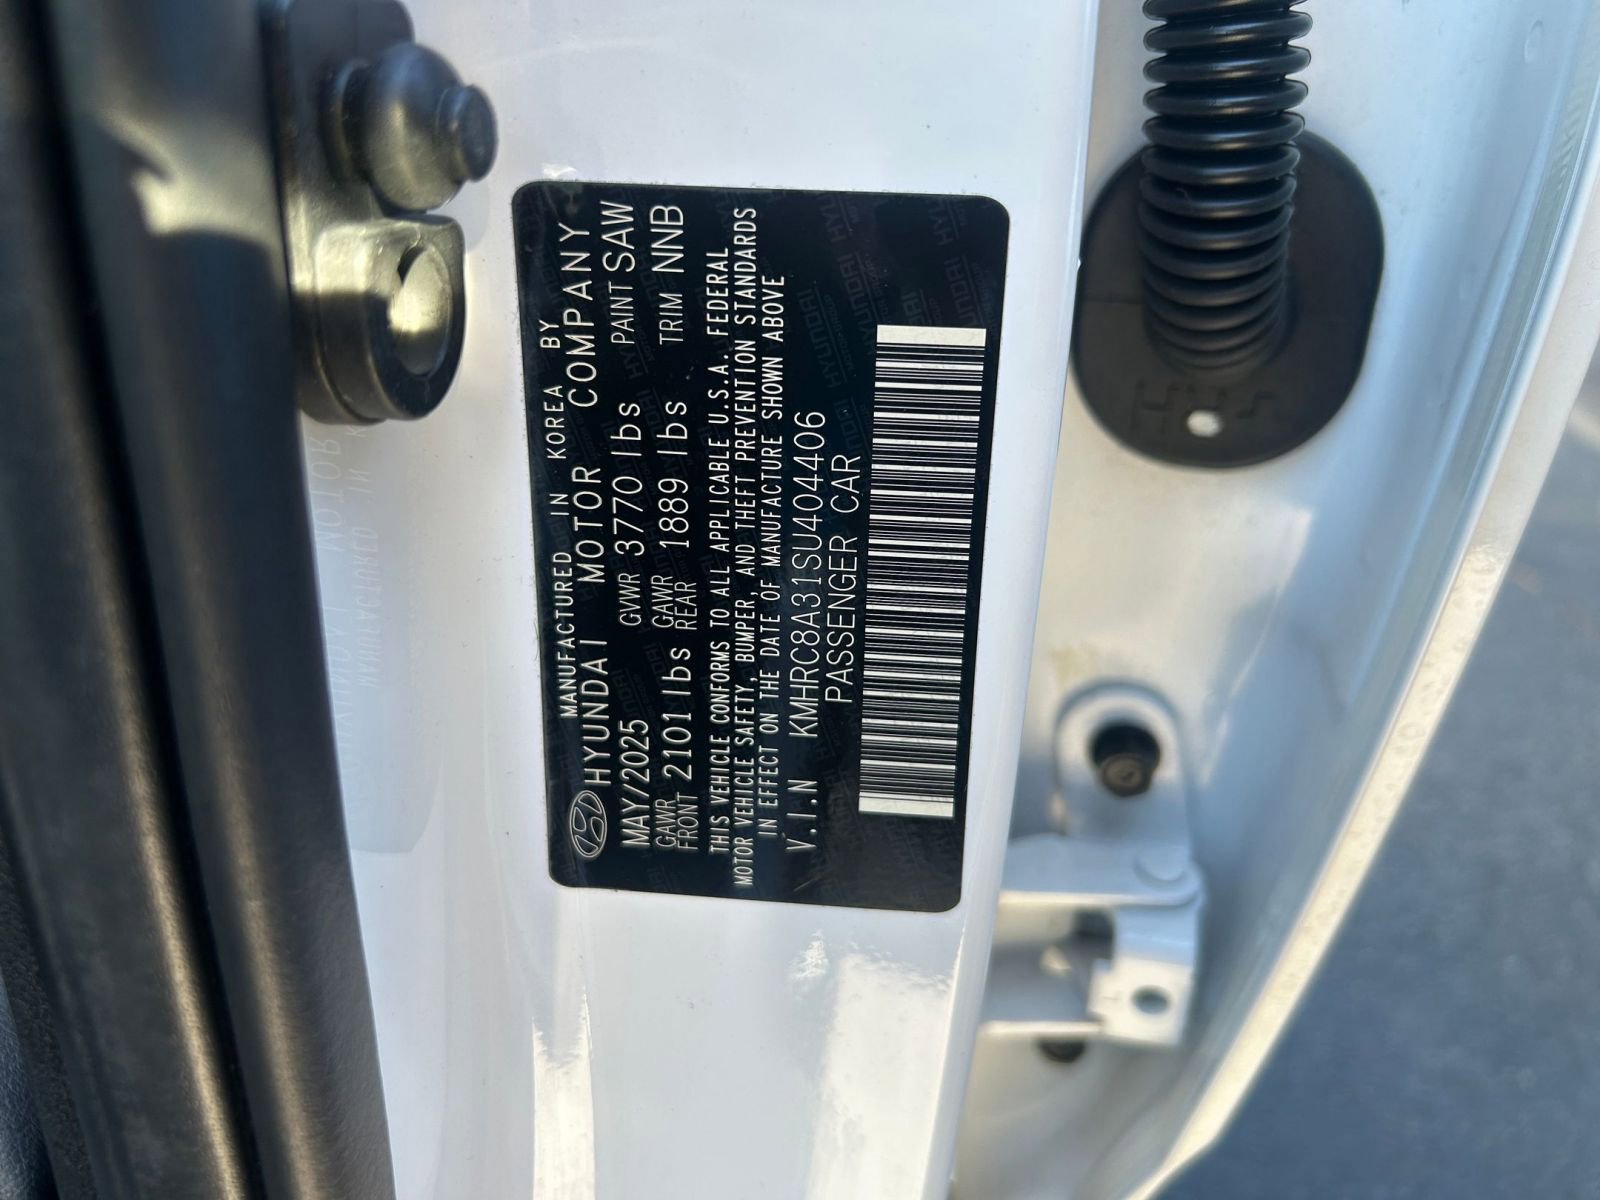 MANUFACTURED IN KOREA BY
HYUNDAI MOTOR COMPANY
MAY/2025 GVWR 3770 lbs PAINT SAW
GAWR FRONT 2101 lbs GAWR REAR 1889 lbs TRIM NNB
THIS VEHICLE CONFORMS TO ALL APPLICABLE U.S.A. FEDERAL
MOTOR VEHICLE SAFETY, BUMPER, AND THEFT PREVENTION STANDARDS
IN EFFECT ON THE DATE OF MANUFACTURE SHOWN ABOVE
V.I.N KMHRC8A31SU404406
PASSENGER CAR